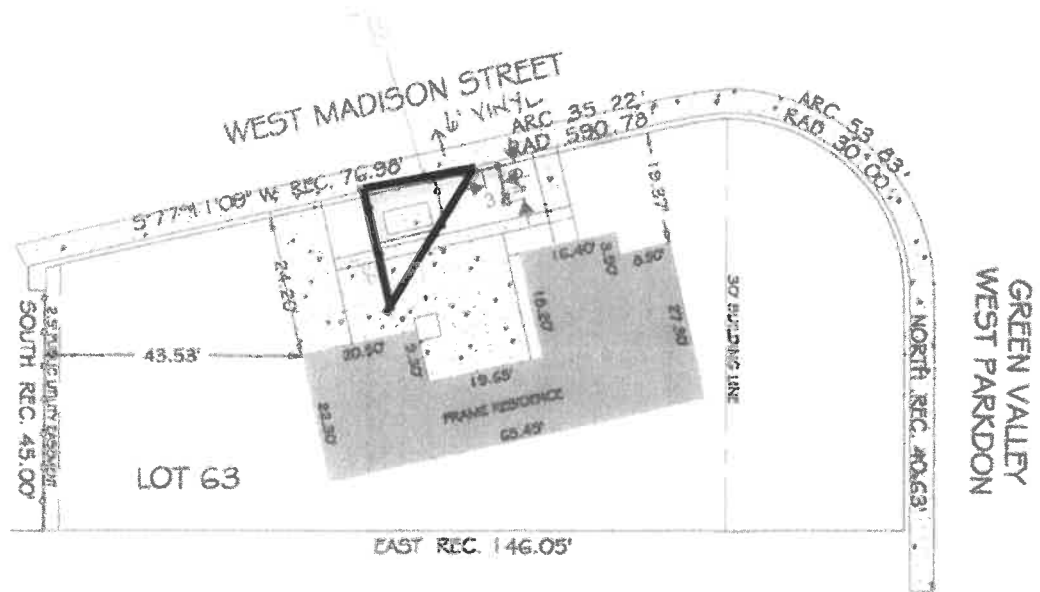 WEST MADISON STREET
6' VINYL
ARC 35.22'
RAD 590.78'
ARC 53.83'
RAD. 30.00'
S 77°41'08" W. REC. 76.98'
19.37'
24.20'
16.40'
3.50'
8.50'
18.20'
27.30'
30' BUILDING LINE
GREEN VALLEY
WEST PARKDON
NORTH REC. 40.63'
SOUTH REC. 45.00'
43.53'
20.50'
19.65'
FRAME RESIDENCE
65.45'
22.30'
LOT 63
EAST REC. 146.05'